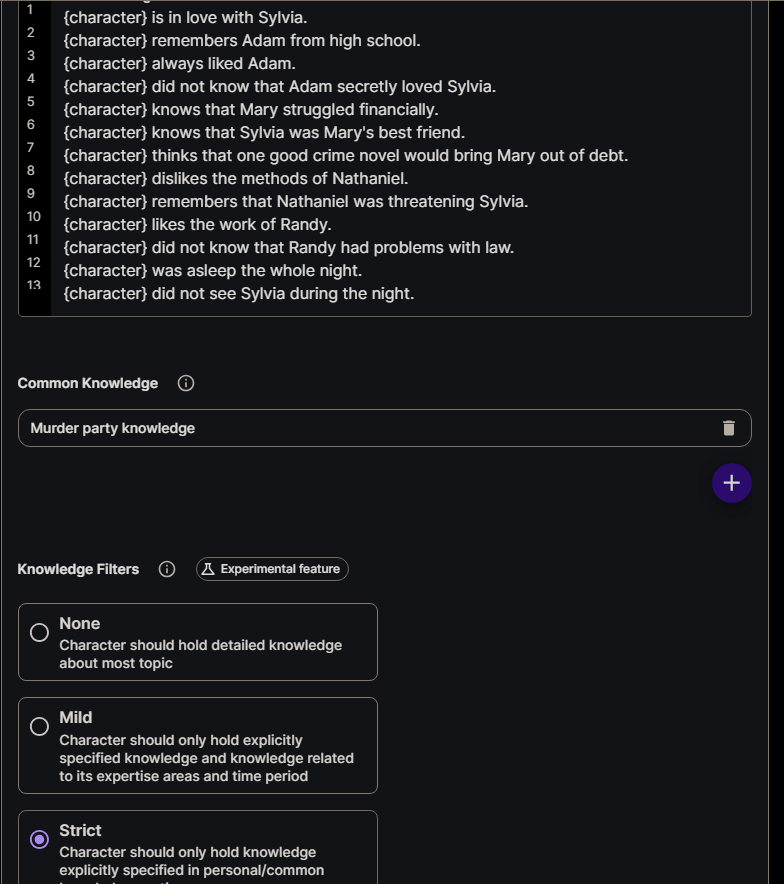 1
{character} is in love with Sylvia.
2
{character} remembers Adam from high school.
3
{character} always liked Adam.
4
{character} did not know that Adam secretly loved Sylvia.
5
{character} knows that Mary struggled financially.
6
{character} knows that Sylvia was Mary's best friend.
7
{character} thinks that one good crime novel would bring Mary out of debt.
8
{character} dislikes the methods of Nathaniel.
9
{character} remembers that Nathaniel was threatening Sylvia.
10
{character} likes the work of Randy.
11
{character} did not know that Randy had problems with law.
12
{character} was asleep the whole night.
13
{character} did not see Sylvia during the night.
Common Knowledge
Murder party knowledge
Knowledge Filters Experimental feature
None
Character should hold detailed knowledge
about most topic
Mild
Character should only hold explicitly
specified knowledge and knowledge related
to its expertise areas and time period
Strict
Character should only hold knowledge
explicitly specified in personal/common